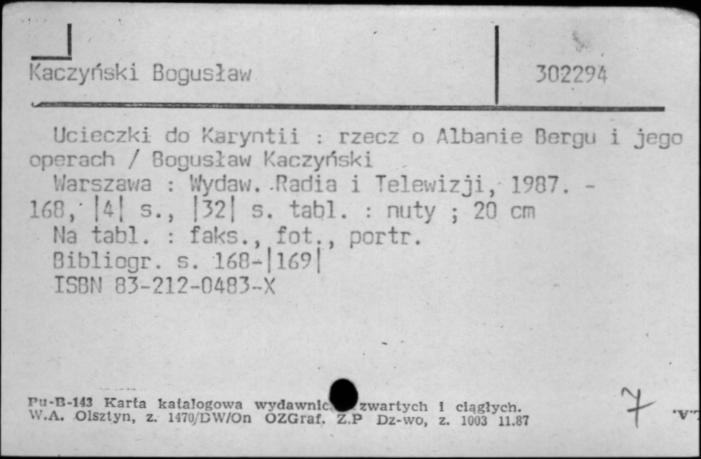 Kaczyński Bogusław 302294
Ucieczki do Karyntii : rzecz o Albanie Bergu i jego
operach / Bogusław Kaczyński
Warszawa : Wydaw. Radia i Telewizji, 1987. -
168, |4| s., |32| s. tabl. : nuty ; 20 cm
Na tabl. : faks., fot., portr.
Bibliogr. s. 168-|169|
ISBN 83-212-0483-X
Pu-B-143 Karta katalogowa wydawnic zwartych i ciągłych.
W.A. Olsztyn, z. 1470/DW/On OZGraf. Z.P Dz-wo, z. 1003 11.87
7